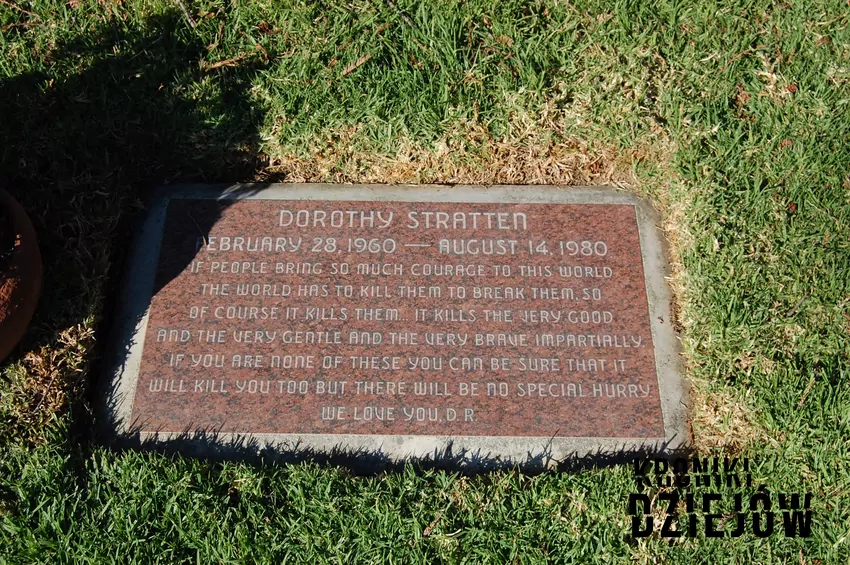 DOROTHY STRATTEN
FEBRUARY 28, 1960 — AUGUST 14, 1980
IF PEOPLE BRING SO MUCH COURAGE TO THIS WORLD
THE WORLD HAS TO KILL THEM TO BREAK THEM, SO
OF COURSE IT KILLS THEM. IT KILLS THE VERY GOOD
AND THE VERY GENTLE AND THE VERY BRAVE IMPARTIALLY.
IF YOU ARE NONE OF THESE YOU CAN BE SURE THAT IT
WILL KILL YOU TOO BUT THERE WILL BE NO SPECIAL HURRY
WE LOVE YOU, D.R.
KRONIKI
DZIEJÓW